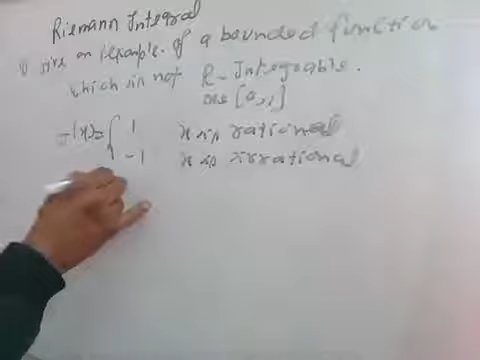 Riemann Integral
1) Give an example of a bounded function
which is not R-Integrable.
on [0,1]
f(x)= { 1 x is rational
-1 x is irrational